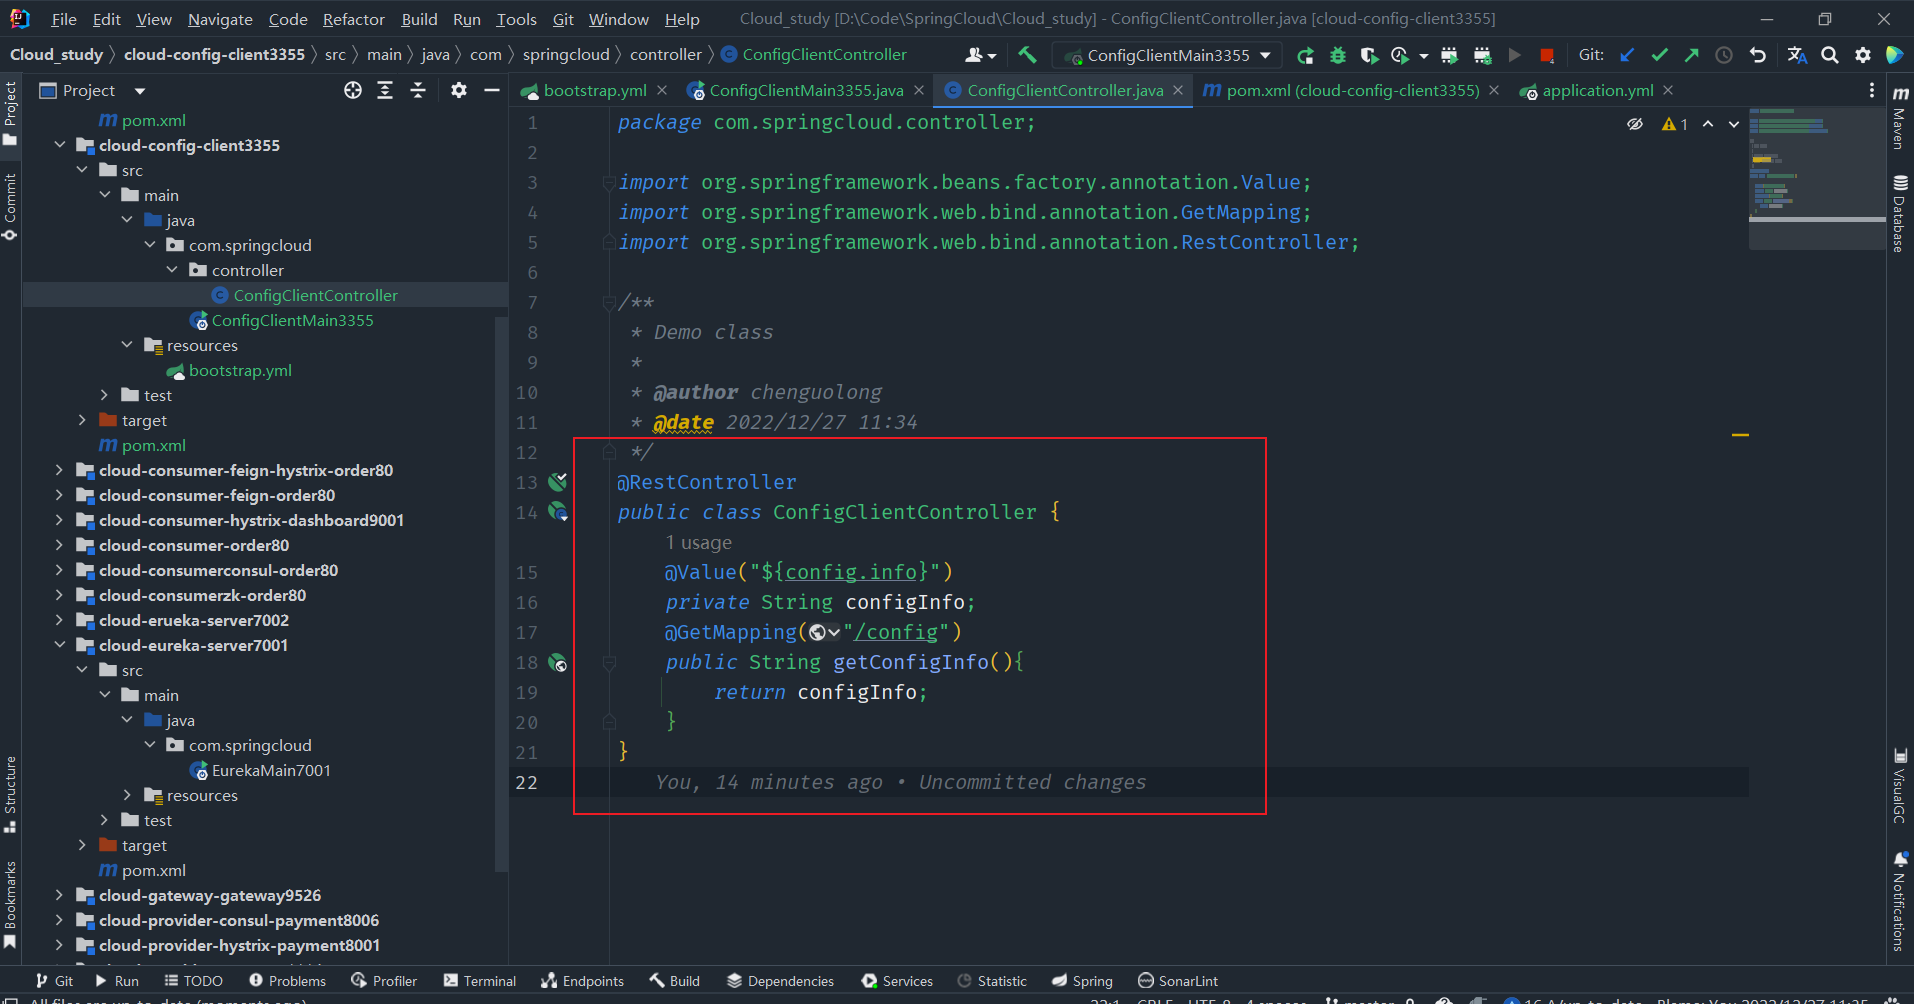 File Edit View Navigate Code Refactor Build Run Tools Git Window Help Cloud_study [D:\Code\SpringCloud\Cloud_study] - ConfigClientController.java [cloud-config-client3355]
Cloud_study cloud-config-client3355 src main java com springcloud controller ConfigClientController ConfigClientMain3355 Git:
Project
bootstrap.yml ConfigClientMain3355.java ConfigClientController.java pom.xml (cloud-config-client3355) application.yml
Project
Commit
Structure
Bookmarks
pom.xml
cloud-config-client3355
src
main
java
com.springcloud
controller
ConfigClientController
ConfigClientMain3355
resources
bootstrap.yml
test
target
pom.xml
cloud-consumer-feign-hystrix-order80
cloud-consumer-feign-order80
cloud-consumer-hystrix-dashboard9001
cloud-consumer-order80
cloud-consumerconsul-order80
cloud-consumerzk-order80
cloud-erueka-server7002
cloud-eureka-server7001
src
main
java
com.springcloud
EurekaMain7001
resources
test
target
pom.xml
cloud-gateway-gateway9526
cloud-provider-consul-payment8006
cloud-provider-hystrix-payment8001
1 package com.springcloud.controller;
2
3 import org.springframework.beans.factory.annotation.Value;
4 import org.springframework.web.bind.annotation.GetMapping;
5 import org.springframework.web.bind.annotation.RestController;
6
7 /**
8 * Demo class
9 *
10 * @author chenguolong
11 * @date 2022/12/27 11:34
12 */
13 @RestController
14 public class ConfigClientController {
1 usage
15 @Value("${config.info}")
16 private String configInfo;
17 @GetMapping("/config")
18 public String getConfigInfo(){
19 return configInfo;
20 }
21 }
22 You, 14 minutes ago • Uncommitted changes
1
Maven
Database
VisualGC
Notifications
Git Run TODO Problems Profiler Terminal Endpoints Build Dependencies Services Statistic Spring SonarLint